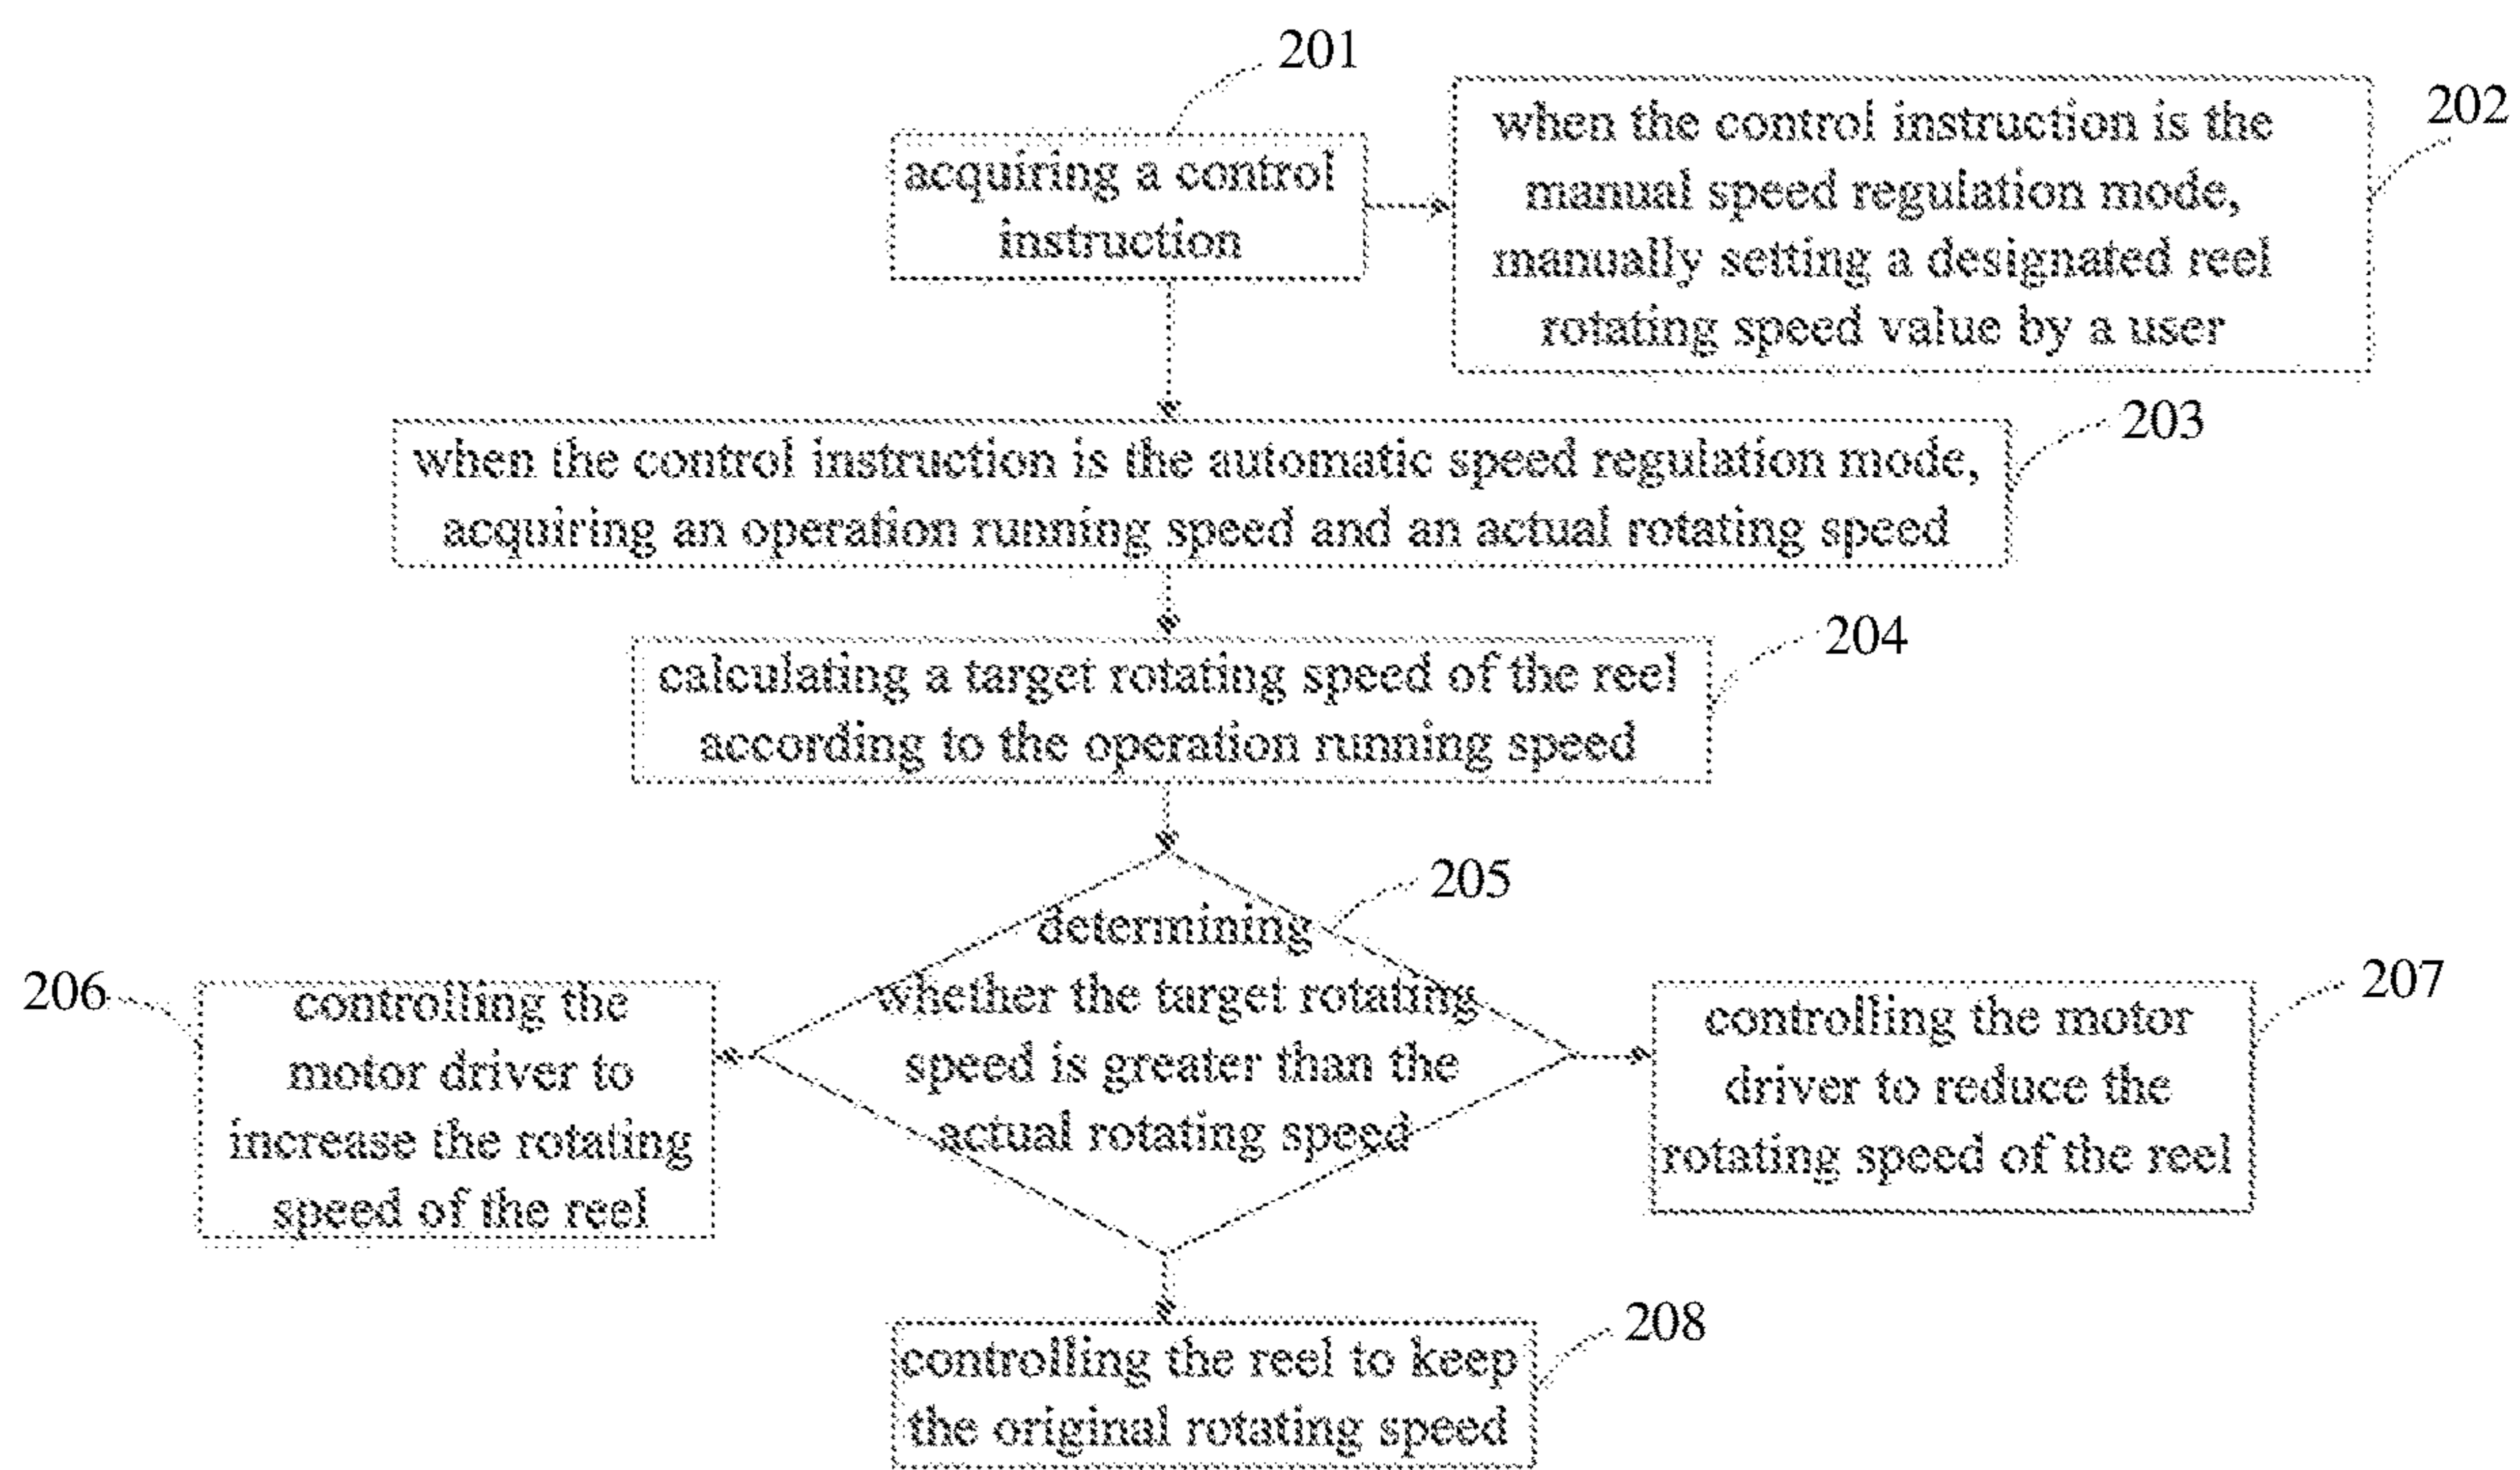 201
acquiring a control
instruction
202
when the control instruction is the
manual speed regulation mode,
manually setting a designated reel
rotating speed value by a user
203
when the control instruction is the automatic speed regulation mode,
acquiring an operation running speed and an actual rotating speed
204
calculating a target rotating speed of the reel
according to the operation running speed
205
determining
whether the target rotating
speed is greater than the
actual rotating speed
206
controlling the
motor driver to
increase the rotating
speed of the reel
207
controlling the motor
driver to reduce the
rotating speed of the reel
208
controlling the reel to keep
the original rotating speed